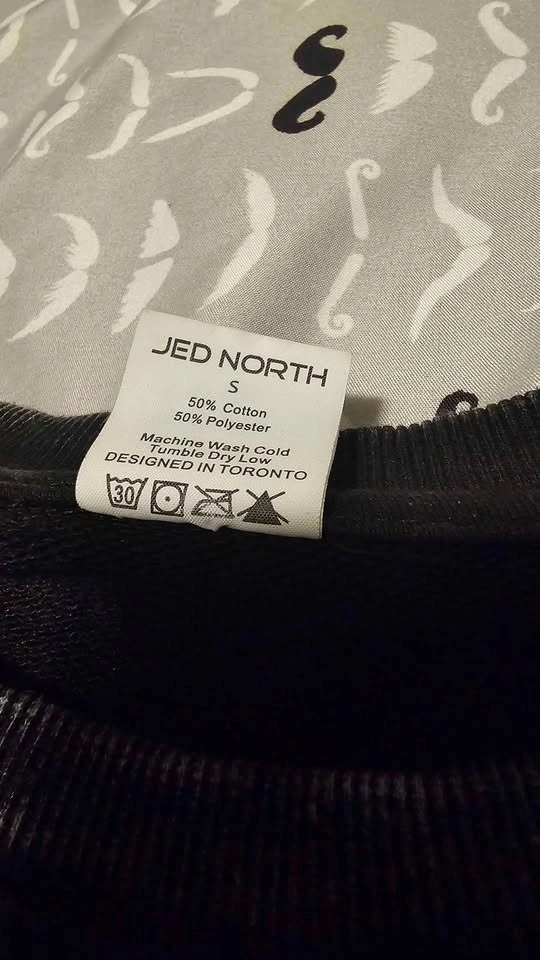 JED NORTH
S
50% Cotton
50% Polyester
Machine Wash Cold
Tumble Dry Low
DESIGNED IN TORONTO
30